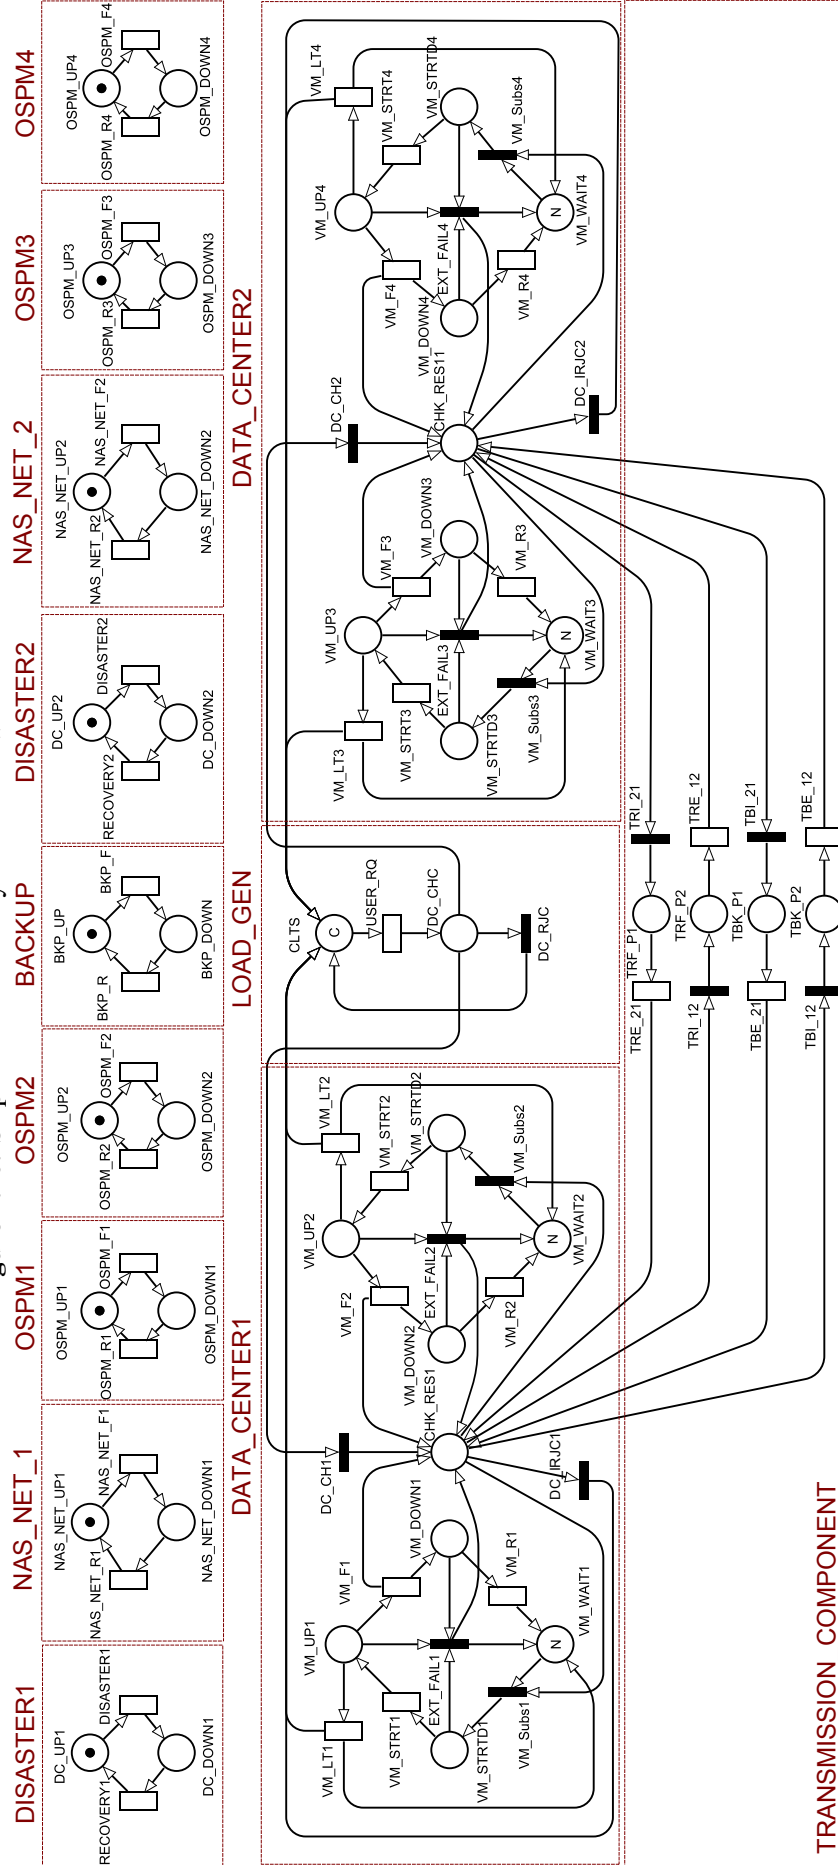 DISASTER1
DC_UP1
DISASTER1
RECOVERY1
DC_DOWN1
NAS_NET_1
NAS_NET_UP1
NAS_NET_F1
NAS_NET_R1
NAS_NET_DOWN1
OSPM1
OSPM_UP1
OSPM_F1
OSPM_R1
OSPM_DOWN1
OSPM2
OSPM_UP2
OSPM_F2
OSPM_R2
OSPM_DOWN2
BACKUP
BKP_UP
BKP_F
BKP_R
BKP_DOWN
DISASTER2
DC_UP2
DISASTER2
RECOVERY2
DC_DOWN2
NAS_NET_2
NAS_NET_UP2
NAS_NET_F2
NAS_NET_R2
NAS_NET_DOWN2
OSPM3
OSPM_UP3
OSPM_F3
OSPM_R3
OSPM_DOWN3
OSPM4
OSPM_UP4
OSPM_F4
OSPM_R4
OSPM_DOWN4
DATA_CENTER1
VM_LT1
VM_UP1
VM_F1
VM_STRT1
EXT_FAIL1
VM_DOWN1
VM_STRTD1
VM_Subs1
VM_R1
N
VM_WAIT1
DC_CH1
CHK_RES1
DC_IRJC1
VM_F2
VM_UP2
VM_LT2
VM_STRT2
VM_DOWN2
EXT_FAIL2
VM_STRTD2
VM_R2
VM_Subs2
N
VM_WAIT2
LOAD_GEN
CLTS
C
USER_RQ
DC_CHC
DC_RJC
DATA_CENTER2
VM_LT3
VM_UP3
VM_F3
VM_STRT3
EXT_FAIL3
VM_DOWN3
VM_STRTD3
VM_Subs3
VM_R3
N
VM_WAIT3
DC_CH2
CHK_RES11
DC_IRJC2
VM_F4
VM_UP4
VM_LT4
VM_STRT4
VM_DOWN4
EXT_FAIL4
VM_STRTD4
VM_R4
VM_Subs4
N
VM_WAIT4
TRE_21
TRF_P1
TRI_21
TRI_12
TRF_P2
TRE_12
TBE_21
TBK_P1
TBI_21
TBI_12
TBK_P2
TBE_12
TRANSMISSION COMPONENT